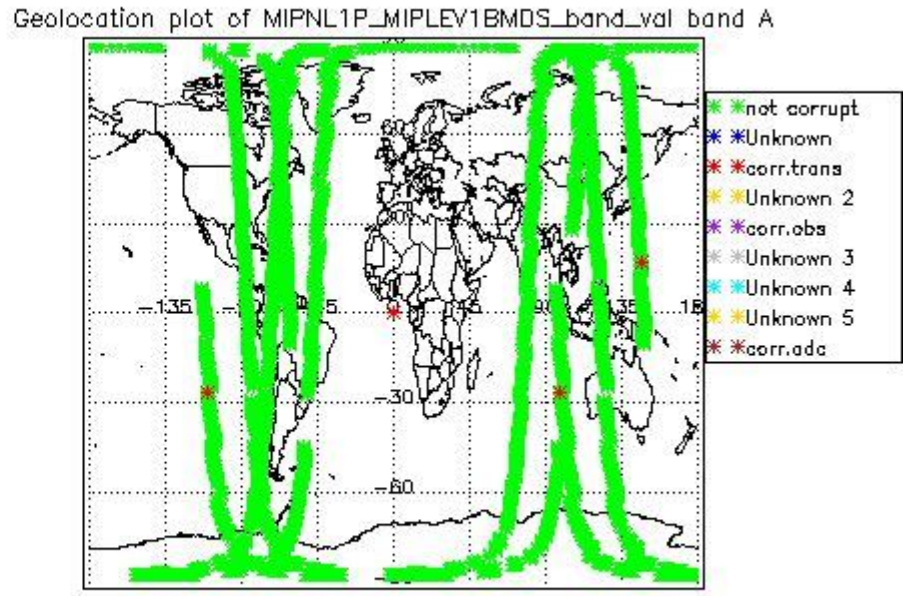 Geolocation plot of MIPNL1P_MIPLEV1BMDS_band_val band A
not corrupt
Unknown
corr.trans
Unknown 2
corr.obs
Unknown 3
Unknown 4
Unknown 5
corr.adc
-135
135
-30
-60